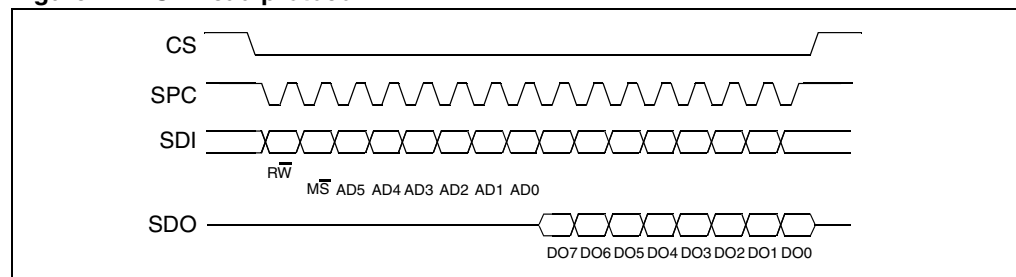 CS
SPC
SDI
RW
MS AD5 AD4 AD3 AD2 AD1 AD0
SDO
DO7 DO6 DO5 DO4 DO3 DO2 DO1 DO0